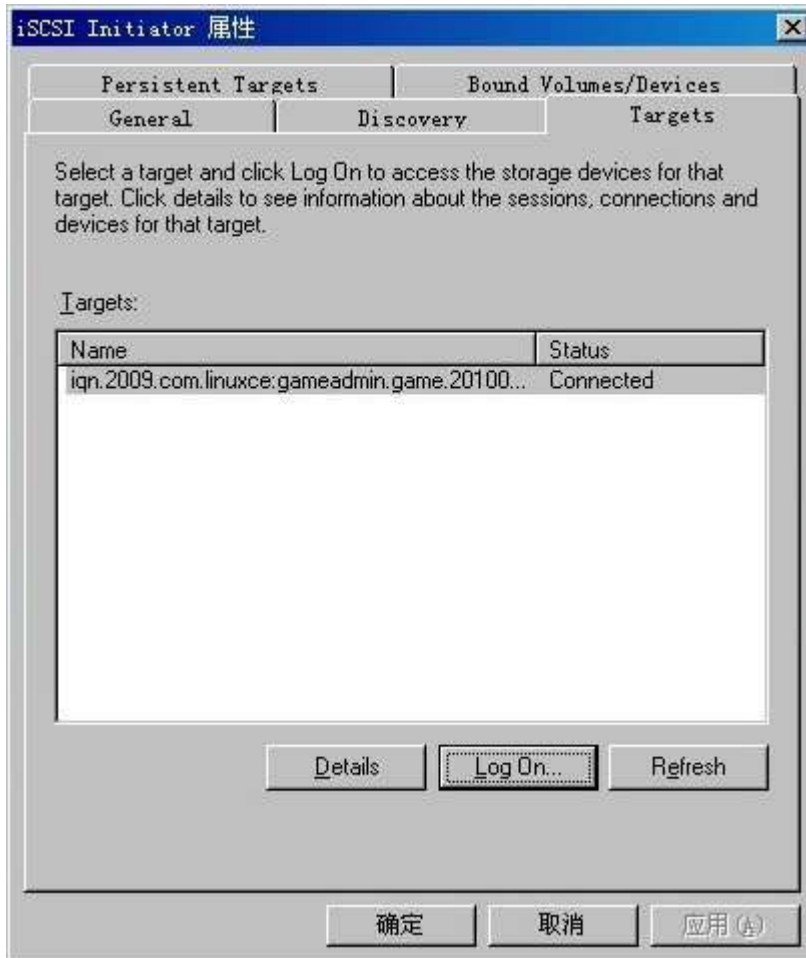 iSCSI Initiator 属性
Persistent Targets Bound Volumes/Devices
General Discovery Targets
Select a target and click Log On to access the storage devices for that
target. Click details to see information about the sessions, connections and
devices for that target.
Targets:
Name Status
iqn.2009.com.linuxce:gameadmin.game.20100... Connected
Details Log On... Refresh
确定 取消 应用(A)